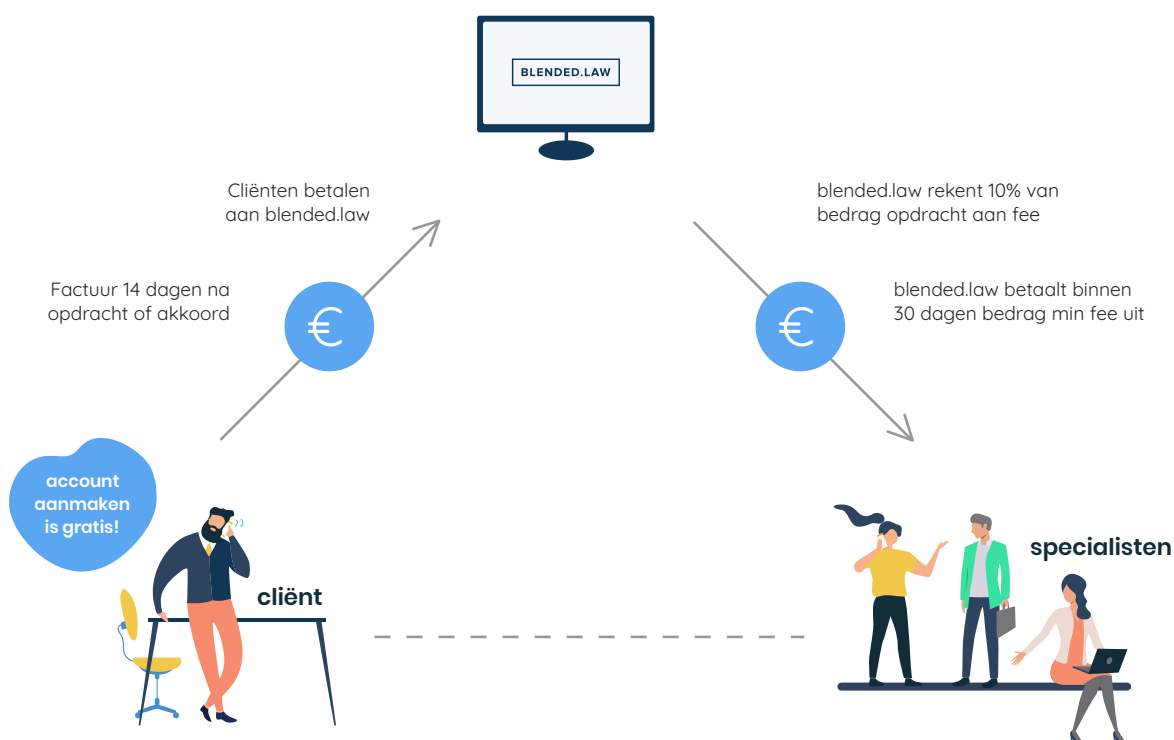 BLENDED.LAW
Cliënten betalen
aan blended.law
blended.law rekent 10% van
bedrag opdracht aan fee
Factuur 14 dagen na
opdracht of akkoord
€
€
blended.law betaalt binnen
30 dagen bedrag min fee uit
account
aanmaken
is gratis!
cliënt
specialisten